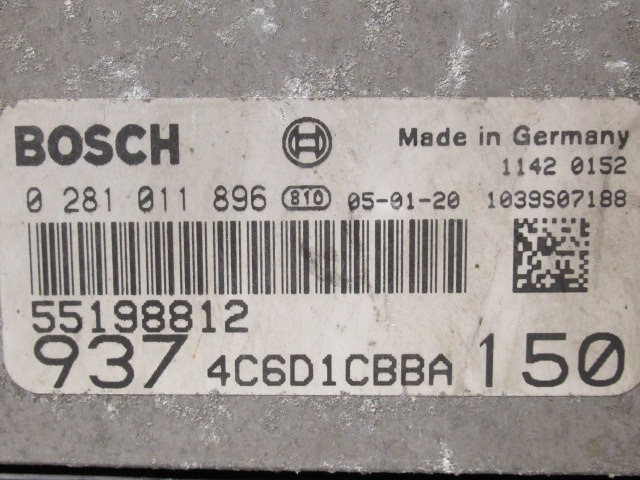 BOSCH Made in Germany
1142 0152
0 281 011 896 810 05-01-20 1039S07188
55198812
937 4C6D1CBBA 150